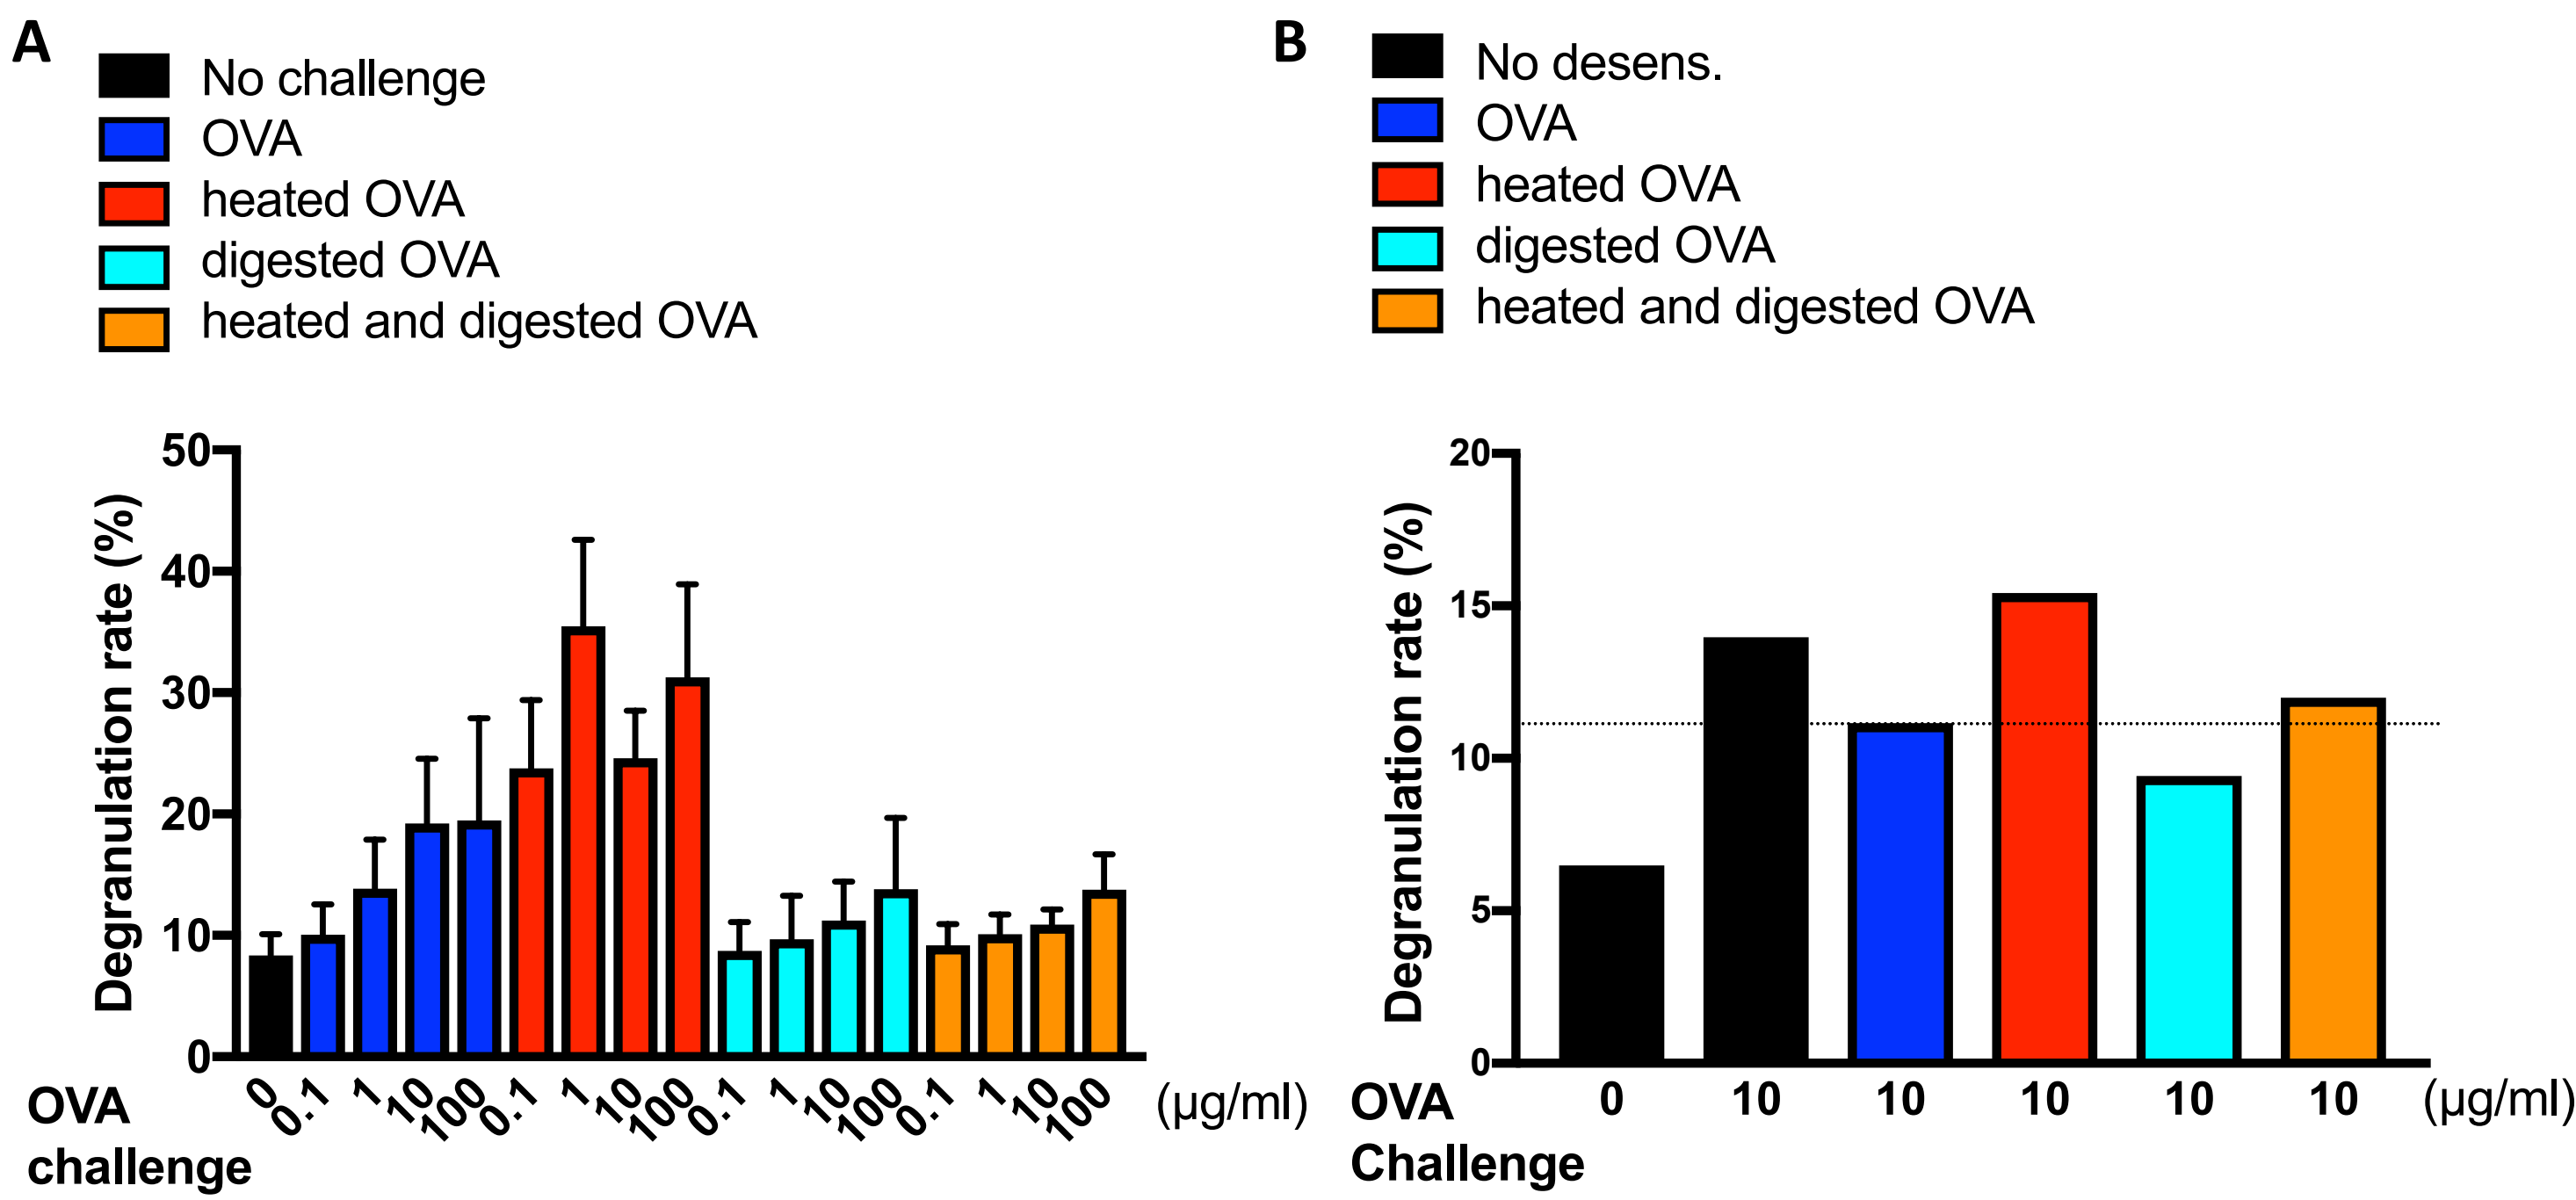 A
No challenge
OVA
heated OVA
digested OVA
heated and digested OVA
50
40
30
20
10
0
Degranulation rate (%)
0 0.1 1 10 100 0.1 1 10 100 0.1 1 10 100 0.1 1 10 100 (µg/ml)
OVA
challenge
B
No desens.
OVA
heated OVA
digested OVA
heated and digested OVA
20
15
10
5
0
Degranulation rate (%)
OVA 0 10 10 10 10 10 (µg/ml)
Challenge